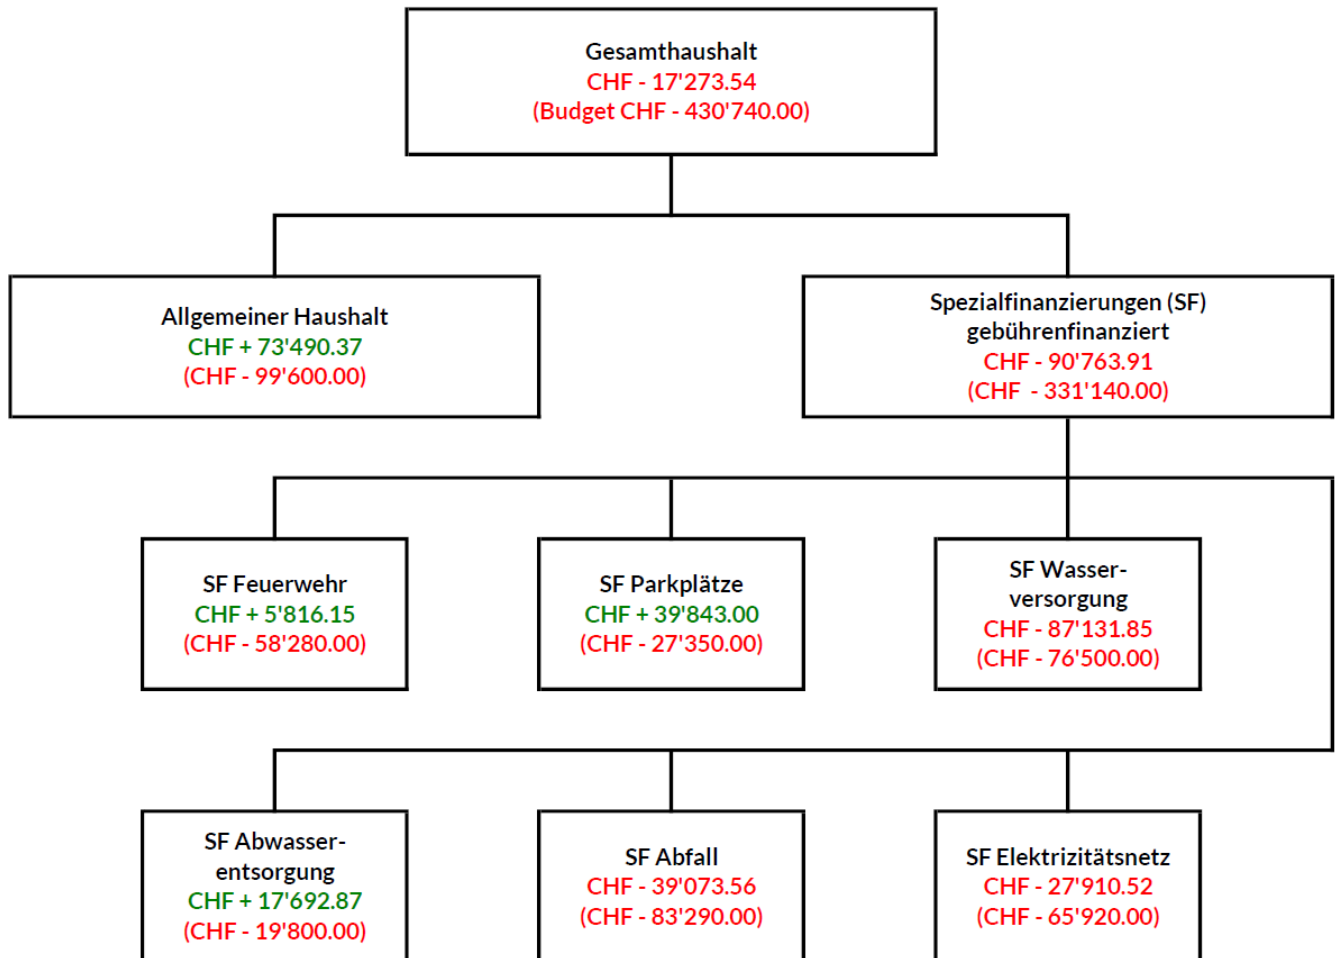 Gesamthaushalt
CHF - 17'273.54
(Budget CHF - 430'740.00)
Allgemeiner Haushalt
CHF + 73'490.37
(CHF - 99'600.00)
Spezialfinanzierungen (SF)
gebührenfinanziert
CHF - 90'763.91
(CHF  - 331'140.00)
SF Feuerwehr
CHF + 5'816.15
(CHF - 58'280.00)
SF Parkplätze
CHF + 39'843.00
(CHF - 27'350.00)
SF Wasser-
versorgung
CHF - 87'131.85
(CHF - 76'500.00)
SF Abwasser-
entsorgung
CHF + 17'692.87
(CHF - 19'800.00)
SF Abfall
CHF - 39'073.56
(CHF - 83'290.00)
SF Elektrizitätsnetz
CHF - 27'910.52
(CHF - 65'920.00)